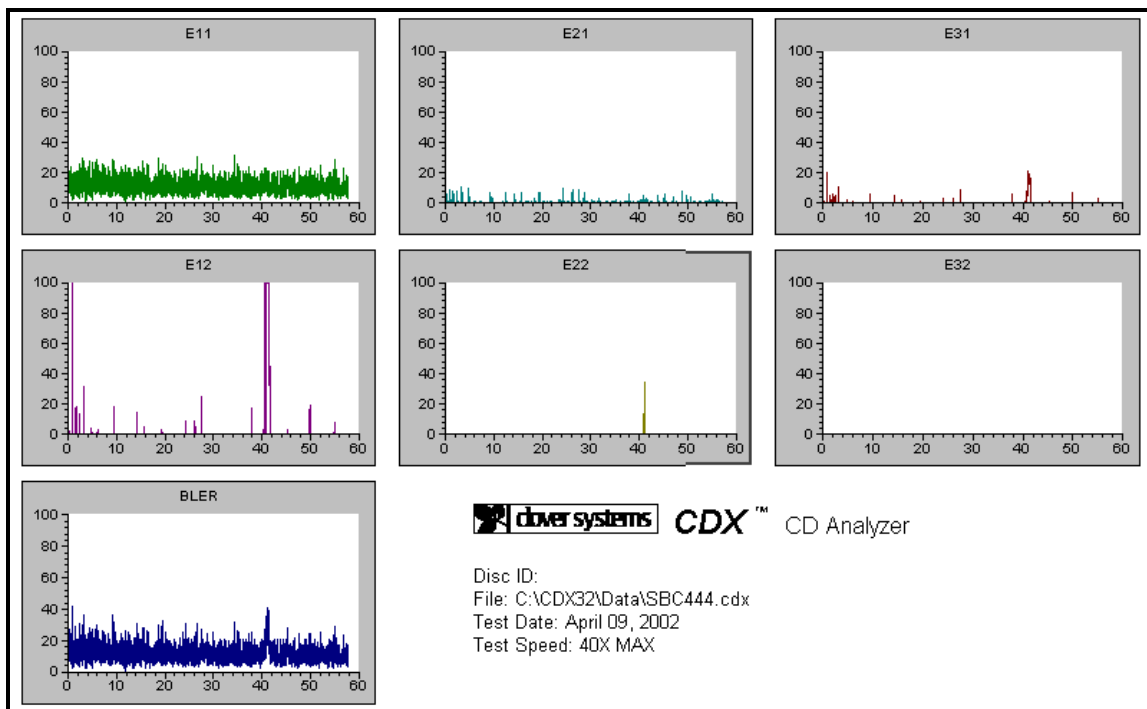 E11
100
80
60
40
20
0
0 10 20 30 40 50 60
E21
100
80
60
40
20
0
0 10 20 30 40 50 60
E31
100
80
60
40
20
0
0 10 20 30 40 50 60
E12
100
80
60
40
20
0
0 10 20 30 40 50 60
E22
100
80
60
40
20
0
0 10 20 30 40 50 60
E32
100
80
60
40
20
0
0 10 20 30 40 50 60
BLER
100
80
60
40
20
0
0 10 20 30 40 50 60
clover systems CDX™ CD Analyzer
Disc ID:
File: C:\CDX32\Data\SBC444.cdx
Test Date: April 09, 2002
Test Speed: 40X MAX